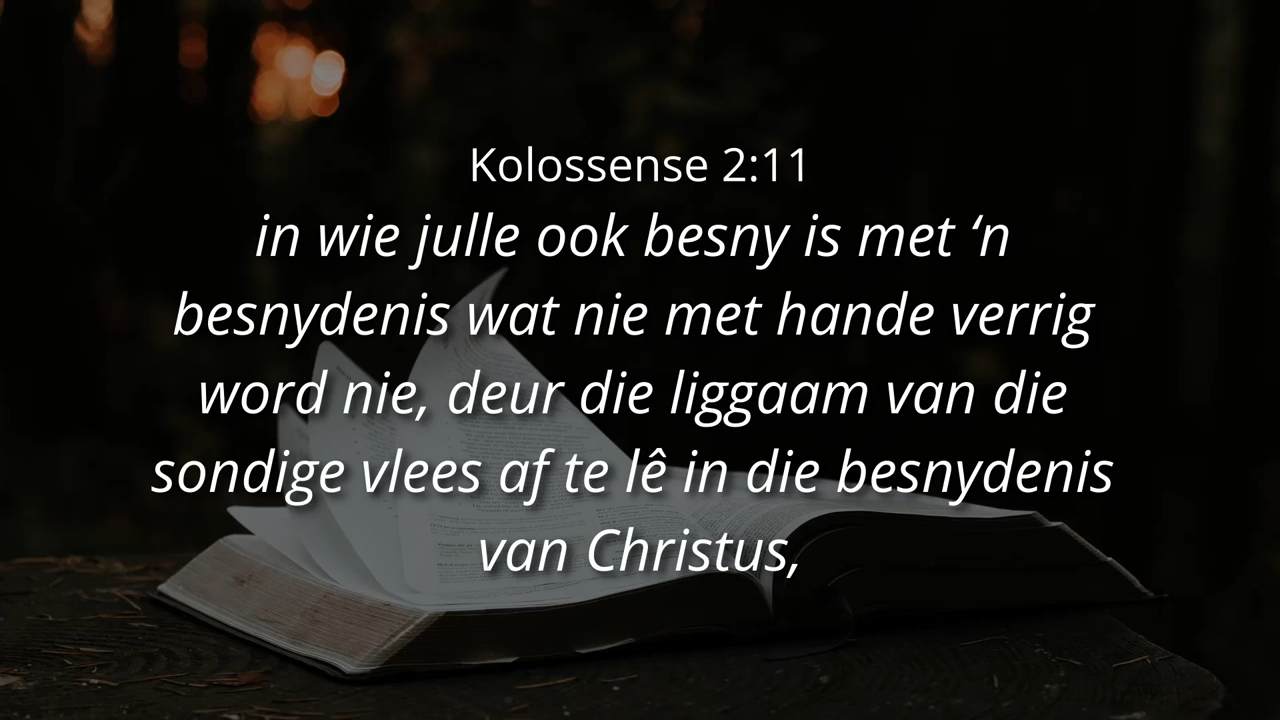 Kolossense 2:11
in wie julle ook besny is met ‘n
besnydenis wat nie met hande verrig
word nie, deur die liggaam van die
sondige vlees af te lê in die besnydenis
van Christus,